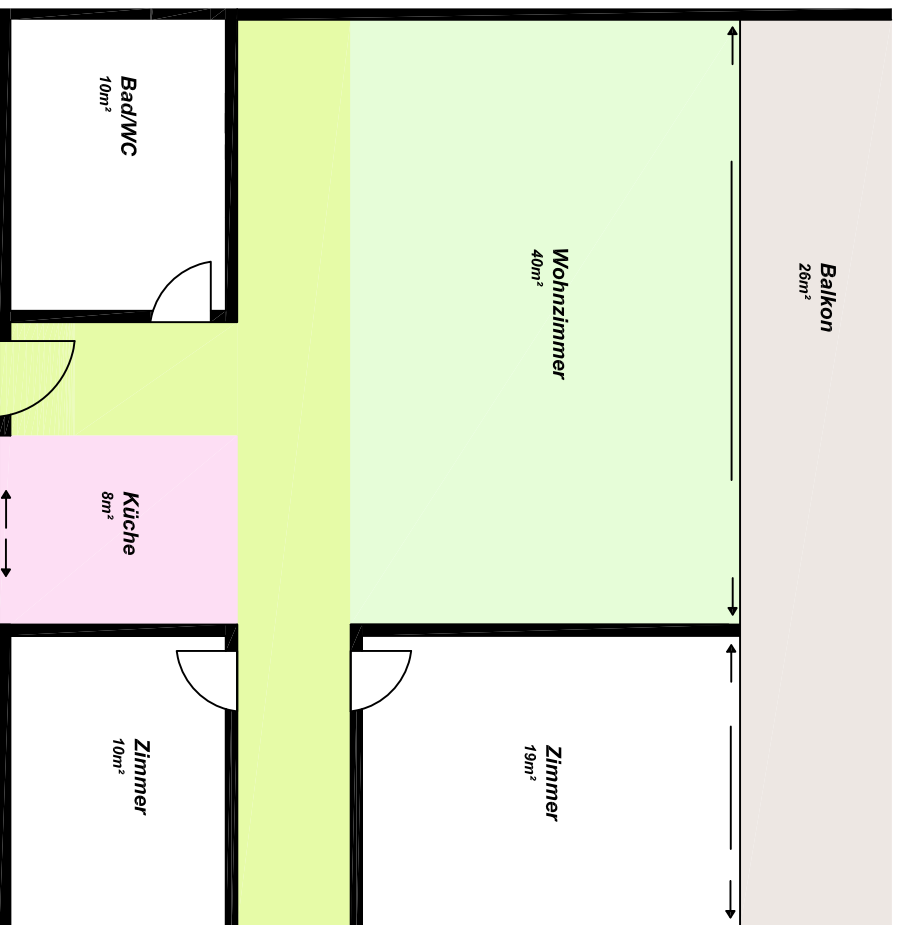 Bad/WC
10m²
Wohnzimmer
40m²
Balkon
26m²
Küche
8m²
Zimmer
10m²
Zimmer
19m²